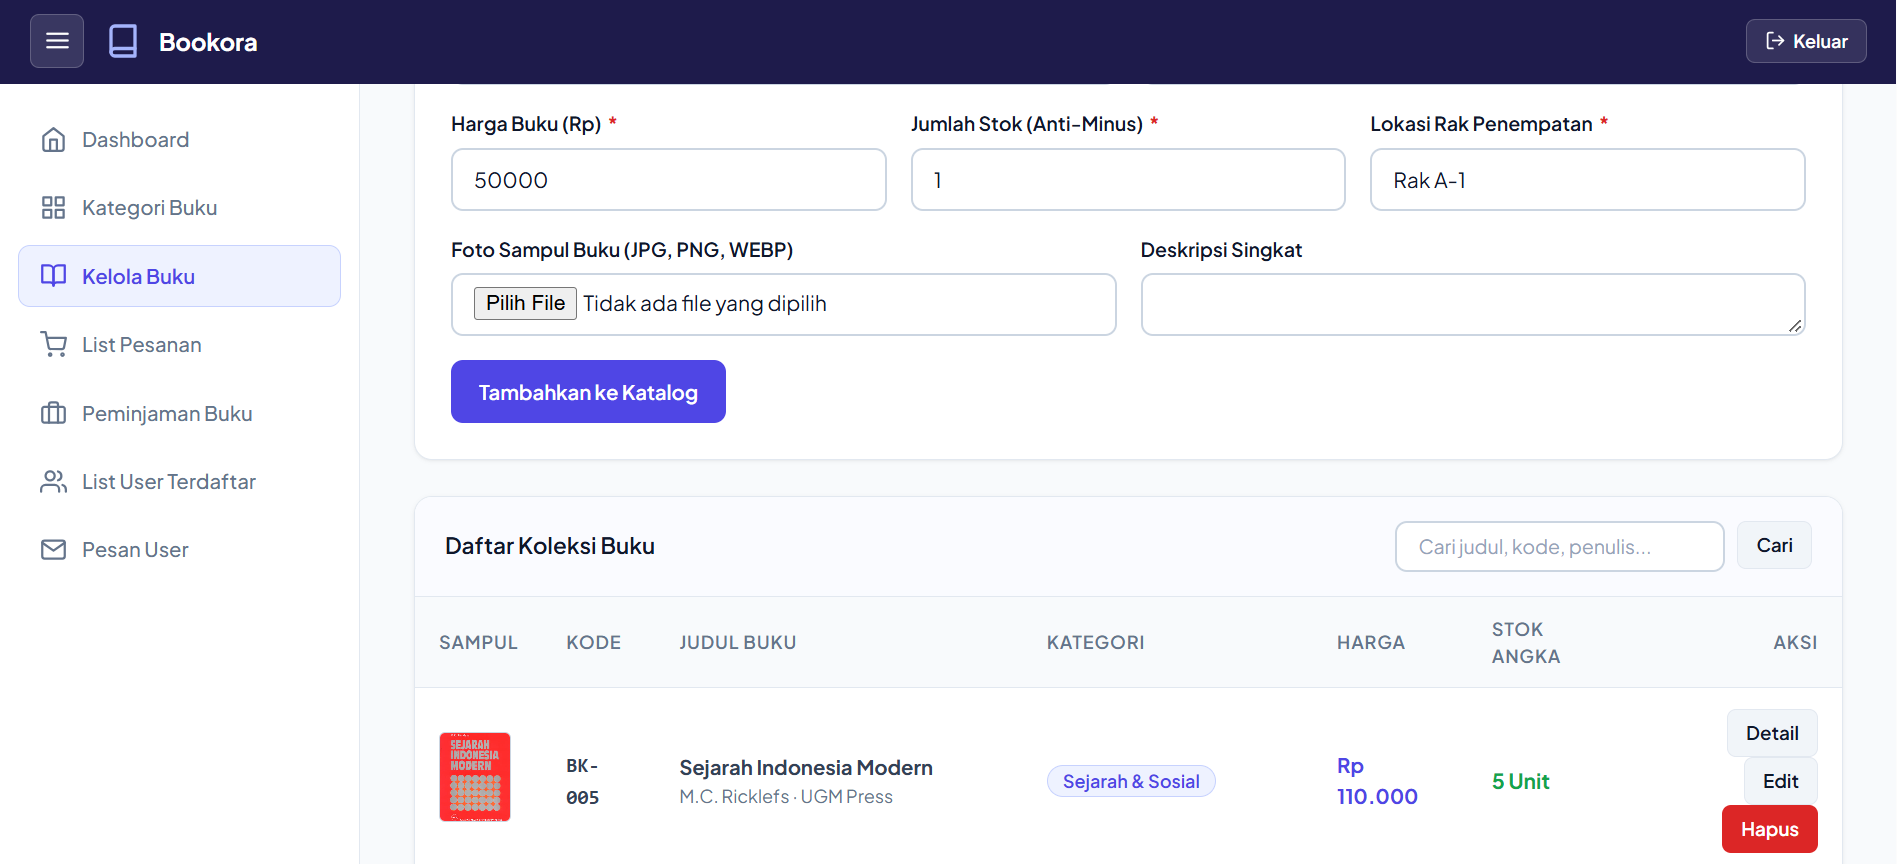 Bookora
Keluar
Dashboard
Kategori Buku
Kelola Buku
List Pesanan
Peminjaman Buku
List User Terdaftar
Pesan User
Harga Buku (Rp) *
Jumlah Stok (Anti-Minus) *
Lokasi Rak Penempatan *
50000
1
Rak A-1
Foto Sampul Buku (JPG, PNG, WEBP)
Deskripsi Singkat
Pilih File Tidak ada file yang dipilih
Tambahkan ke Katalog
Daftar Koleksi Buku
Cari judul, kode, penulis...
Cari
SAMPUL
KODE
JUDUL BUKU
KATEGORI
HARGA
STOK
ANGKA
AKSI
SEJARAH
INDONESIA
MODERN
BK-
005
Sejarah Indonesia Modern
M.C. Ricklefs · UGM Press
Sejarah & Sosial
Rp
110.000
5 Unit
Detail
Edit
Hapus